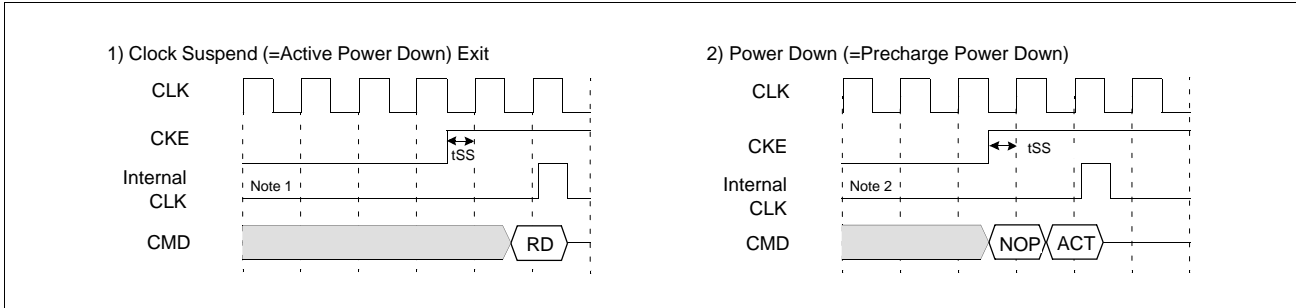 1) Clock Suspend (=Active Power Down) Exit
CLK
CKE
tSS
Internal
CLK
Note 1
CMD
RD
2) Power Down (=Precharge Power Down)
CLK
CKE
tSS
Internal
CLK
Note 2
CMD
NOP
ACT